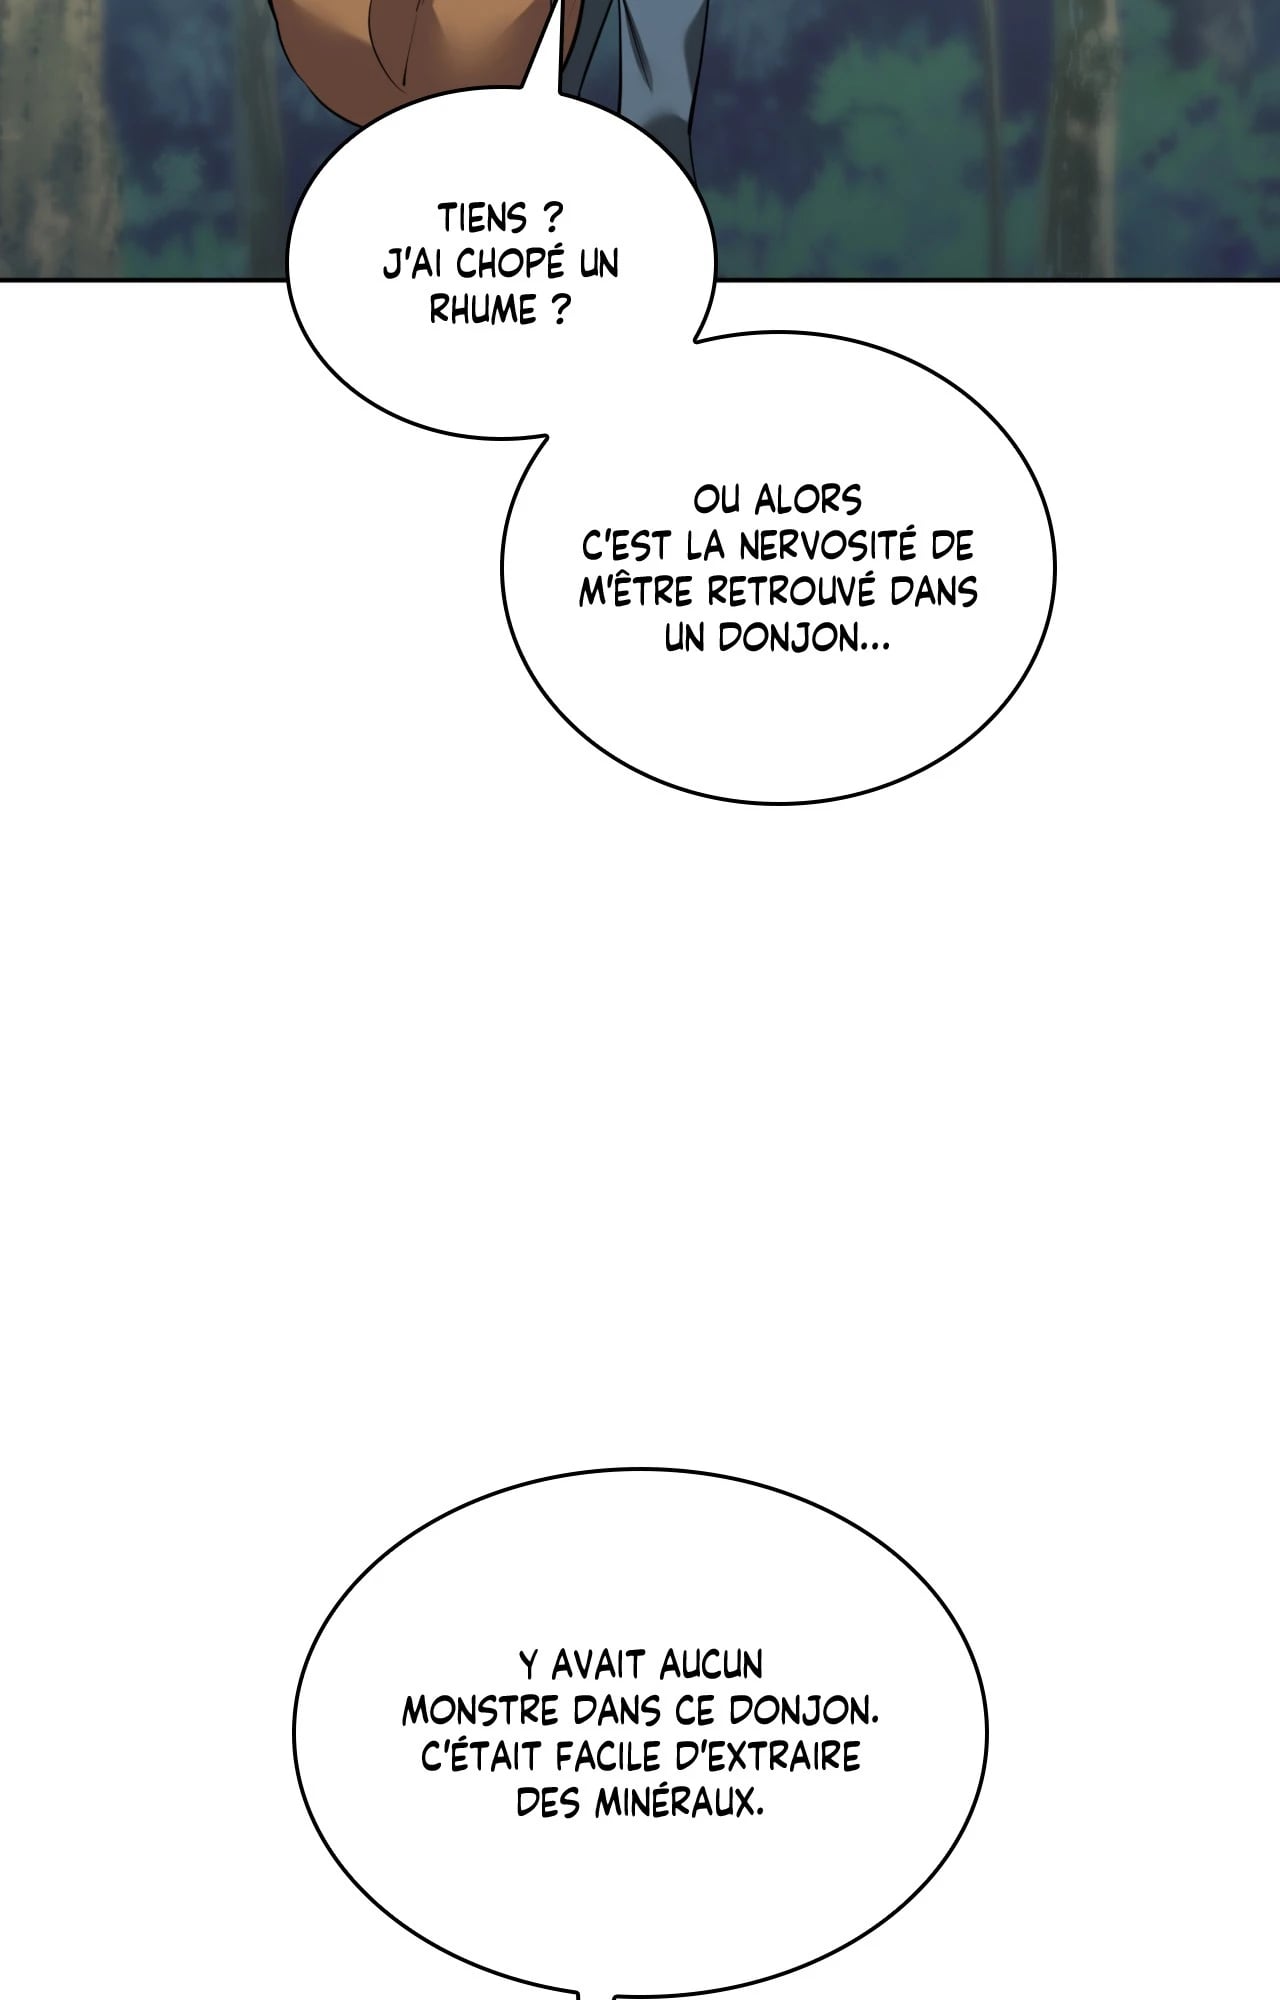 TIENS ?
J'AI CHOPÉ UN
RHUME ?
OU ALORS
C'EST LA NERVOSITÉ DE
M'ÊTRE RETROUVÉ DANS
UN DONJON...
Y AVAIT AUCUN
MONSTRE DANS CE DONJON.
C'ÉTAIT FACILE D'EXTRAIRE
DES MINÉRAUX.